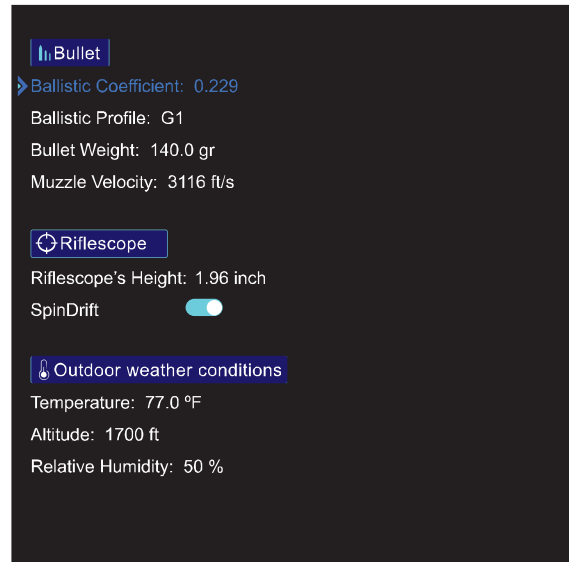 Bullet
Ballistic Coefficient: 0.229
Ballistic Profile: G1
Bullet Weight: 140.0 gr
Muzzle Velocity: 3116 ft/s
Riflescope
Riflescope’s Height: 1.96 inch
SpinDrift
Outdoor weather conditions
Temperature: 77.0 ºF
Altitude: 1700 ft
Relative Humidity: 50 %